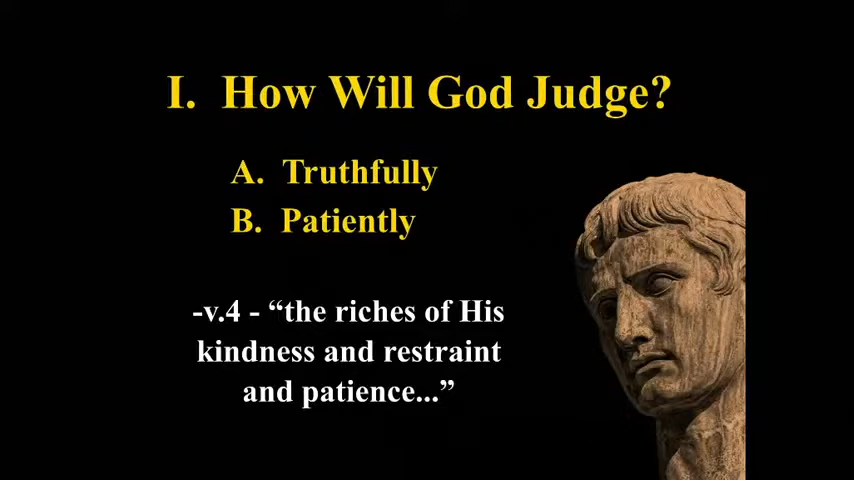 I. How Will God Judge?
A. Truthfully
B. Patiently
-v.4 - “the riches of His
kindness and restraint
and patience...”